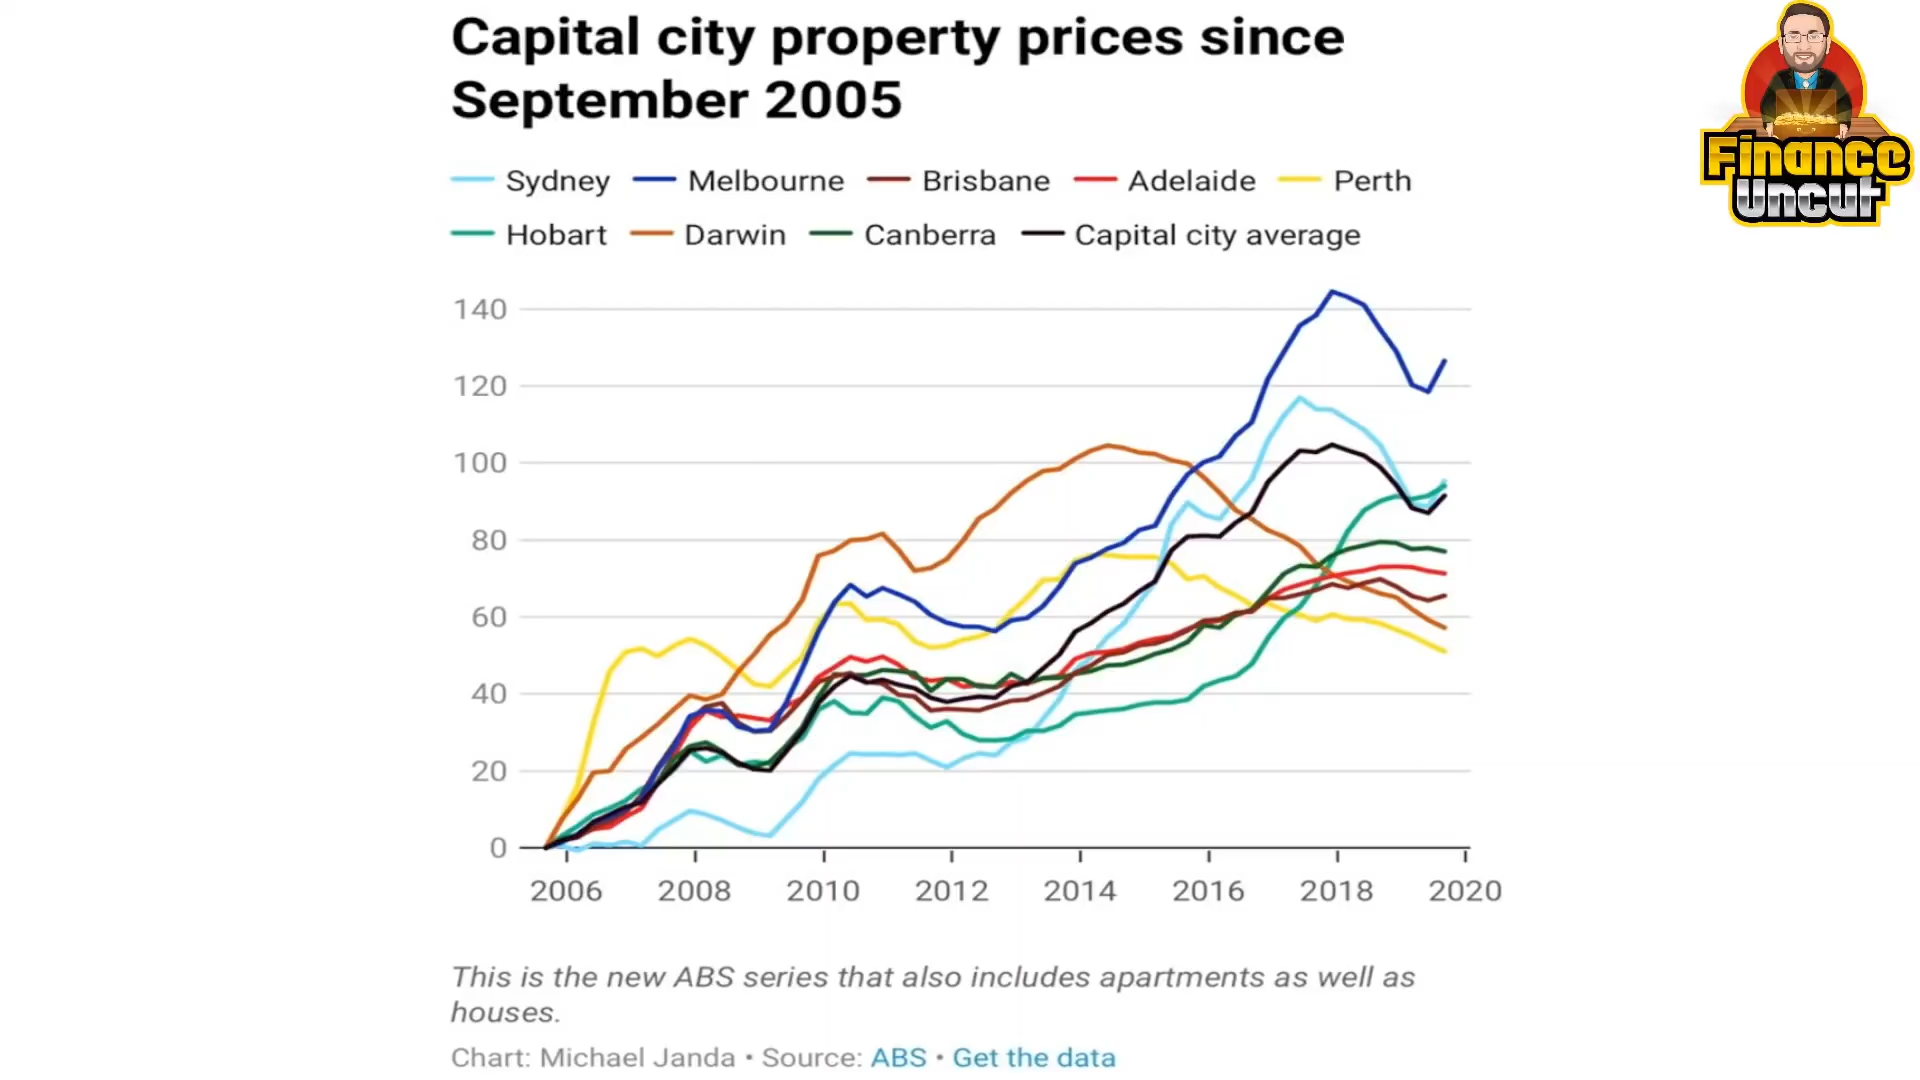 Capital city property prices since
September 2005
Finance
Uncut
Sydney Melbourne Brisbane Adelaide Perth
Hobart Darwin Canberra Capital city average
140
120
100
80
60
40
20
0
2006 2008 2010 2012 2014 2016 2018 2020
This is the new ABS series that also includes apartments as well as
houses.
Chart: Michael Janda • Source: ABS • Get the data